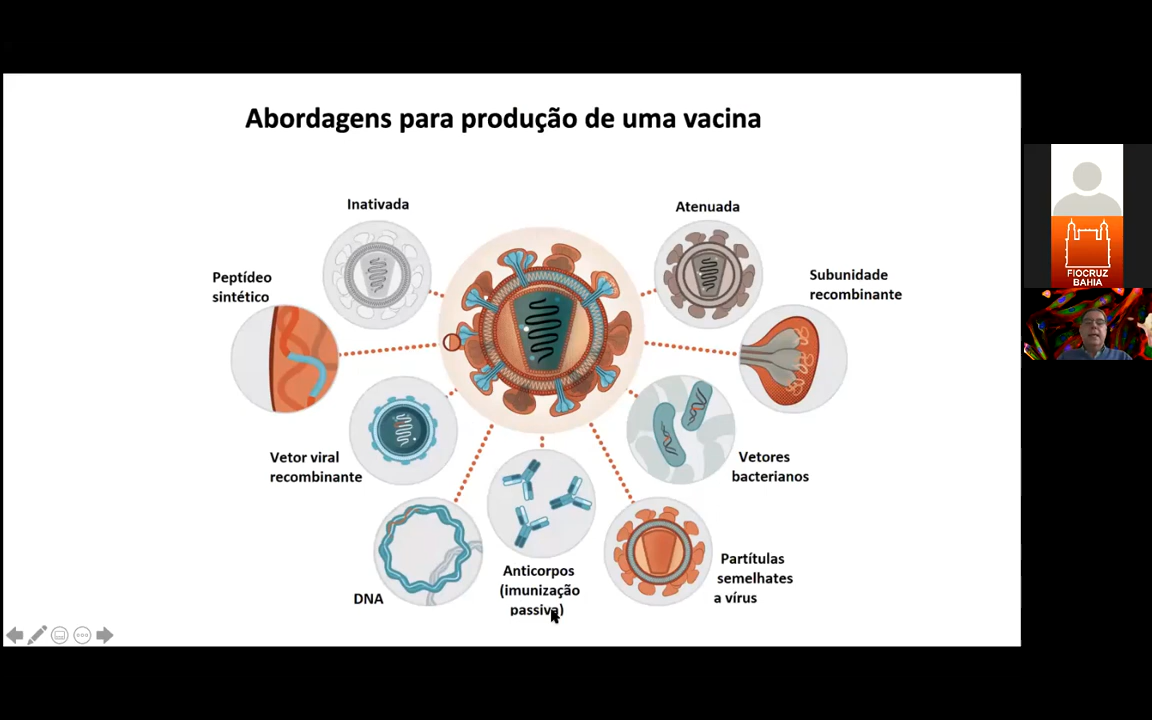 Abordagens para produção de uma vacina
Inativada
Atenuada
Peptídeo
sintético
Subunidade
recombinante
Vetor viral
recombinante
Vetores
bacterianos
DNA
Anticorpos
(imunização
passiva)
Partítulas
semelhates
a vírus
FIOCRUZ
BAHIA